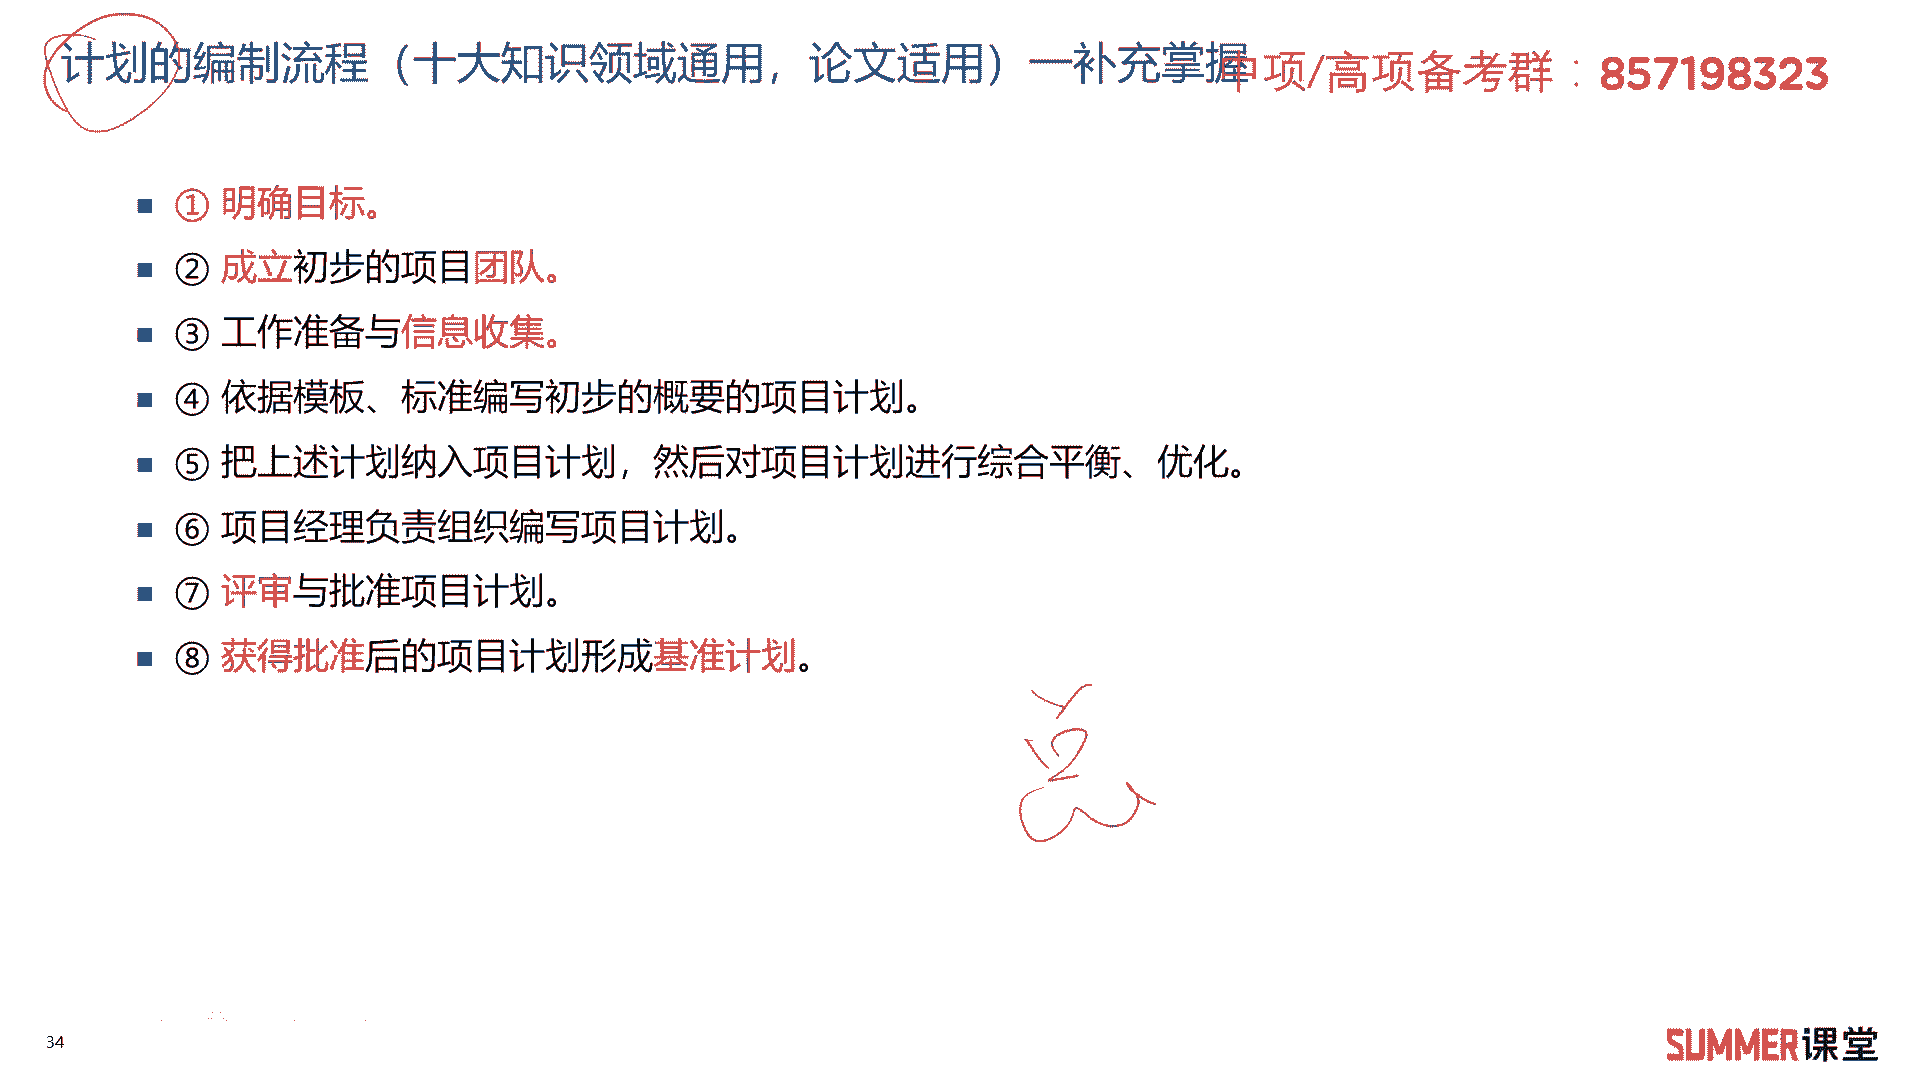 计划的编制流程（十大知识领域通用，论文适用）—补充掌握
中项/高项备考群：857198323
■ ① 明确目标。
■ ② 成立初步的项目团队。
■ ③ 工作准备与信息收集。
■ ④ 依据模板、标准编写初步的概要的项目计划。
■ ⑤ 把上述计划纳入项目计划，然后对项目计划进行综合平衡、优化。
■ ⑥ 项目经理负责组织编写项目计划。
■ ⑦ 评审与批准项目计划。
■ ⑧ 获得批准后的项目计划形成基准计划。
34
SUMMER课堂